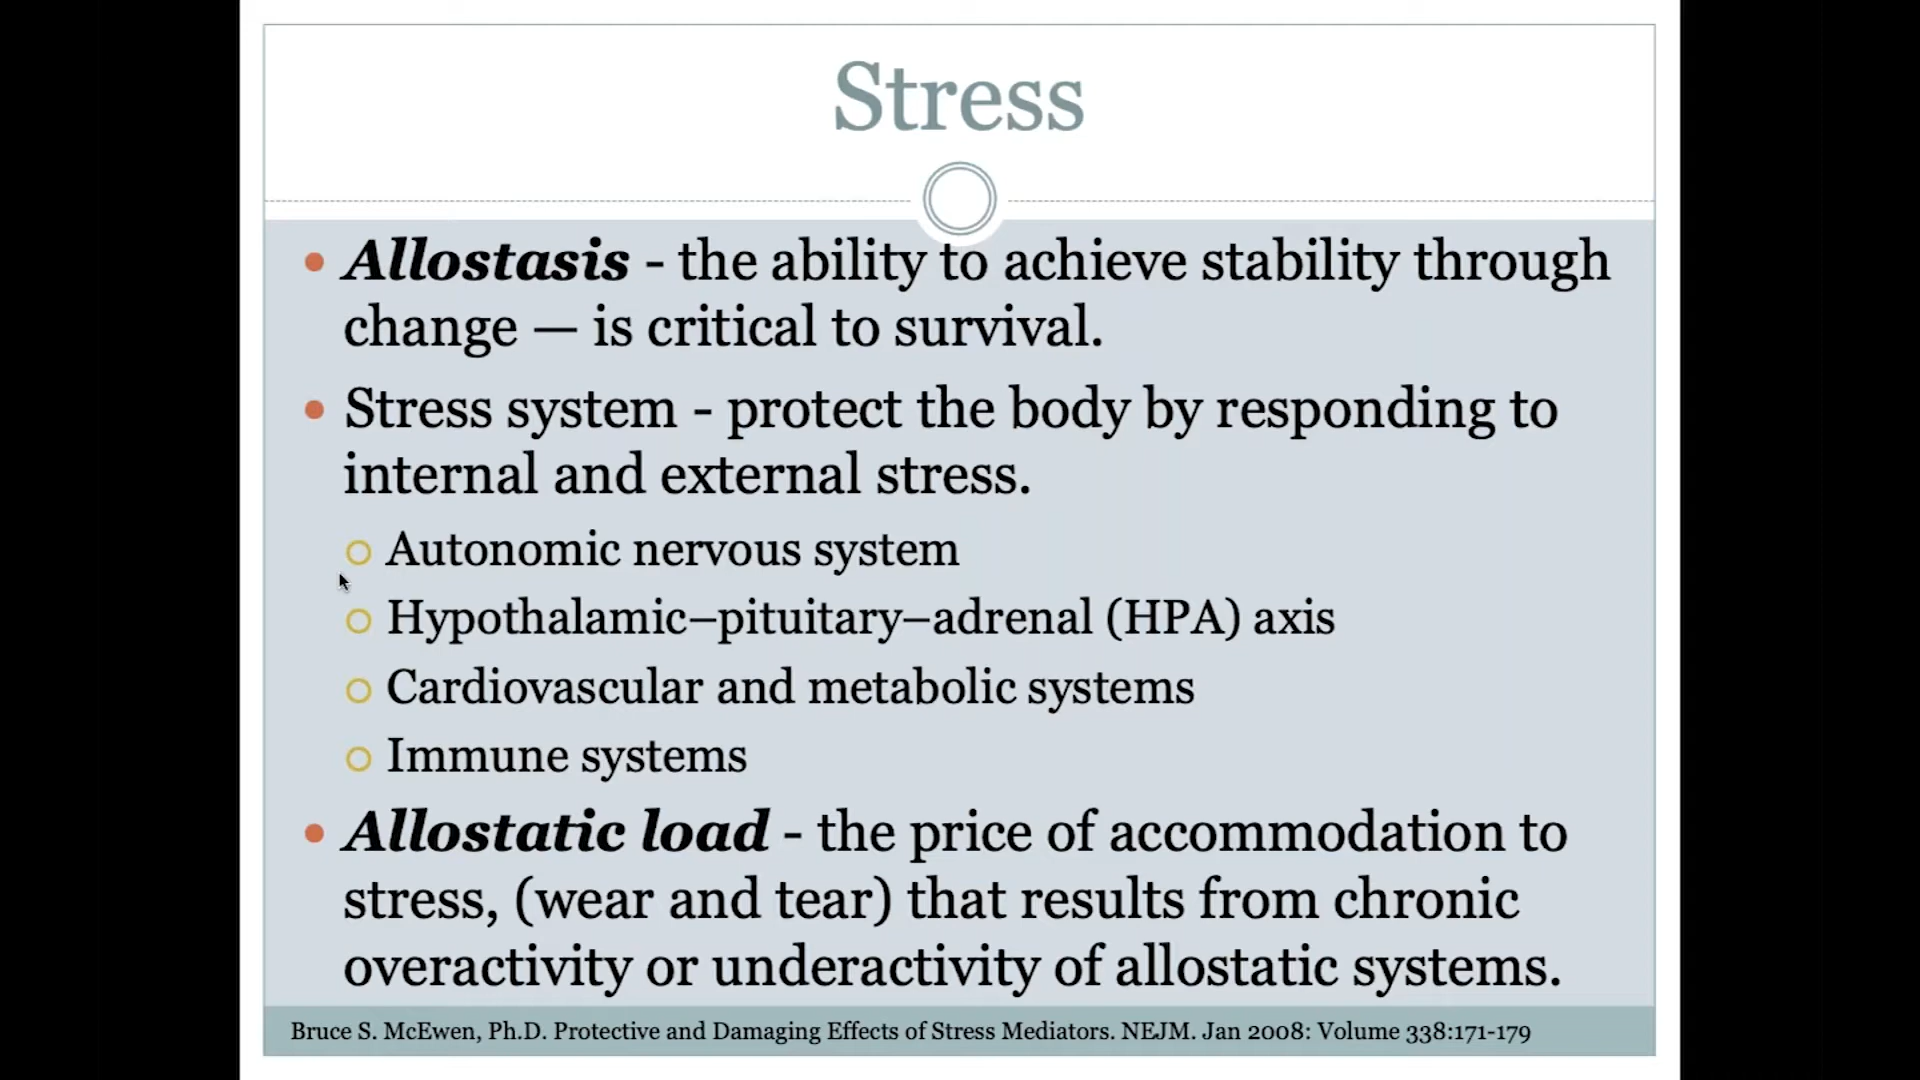 Stress
• Allostasis - the ability to achieve stability through
change — is critical to survival.
• Stress system - protect the body by responding to
internal and external stress.
○ Autonomic nervous system
○ Hypothalamic–pituitary–adrenal (HPA) axis
○ Cardiovascular and metabolic systems
○ Immune systems
• Allostatic load - the price of accommodation to
stress, (wear and tear) that results from chronic
overactivity or underactivity of allostatic systems.
Bruce S. McEwen, Ph.D. Protective and Damaging Effects of Stress Mediators. NEJM. Jan 2008: Volume 338:171-179